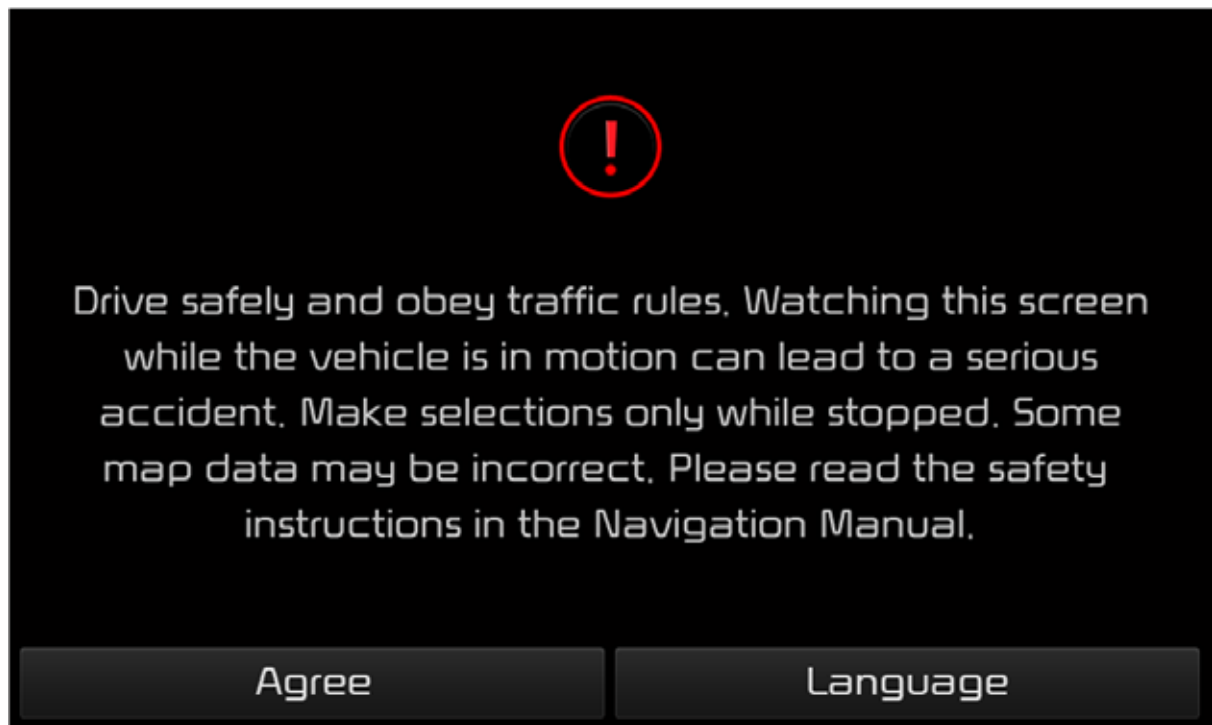 Drive safely and obey traffic rules. Watching this screen
while the vehicle is in motion can lead to a serious
accident. Make selections only while stopped. Some
map data may be incorrect. Please read the safety
instructions in the Navigation Manual.
Agree
Language